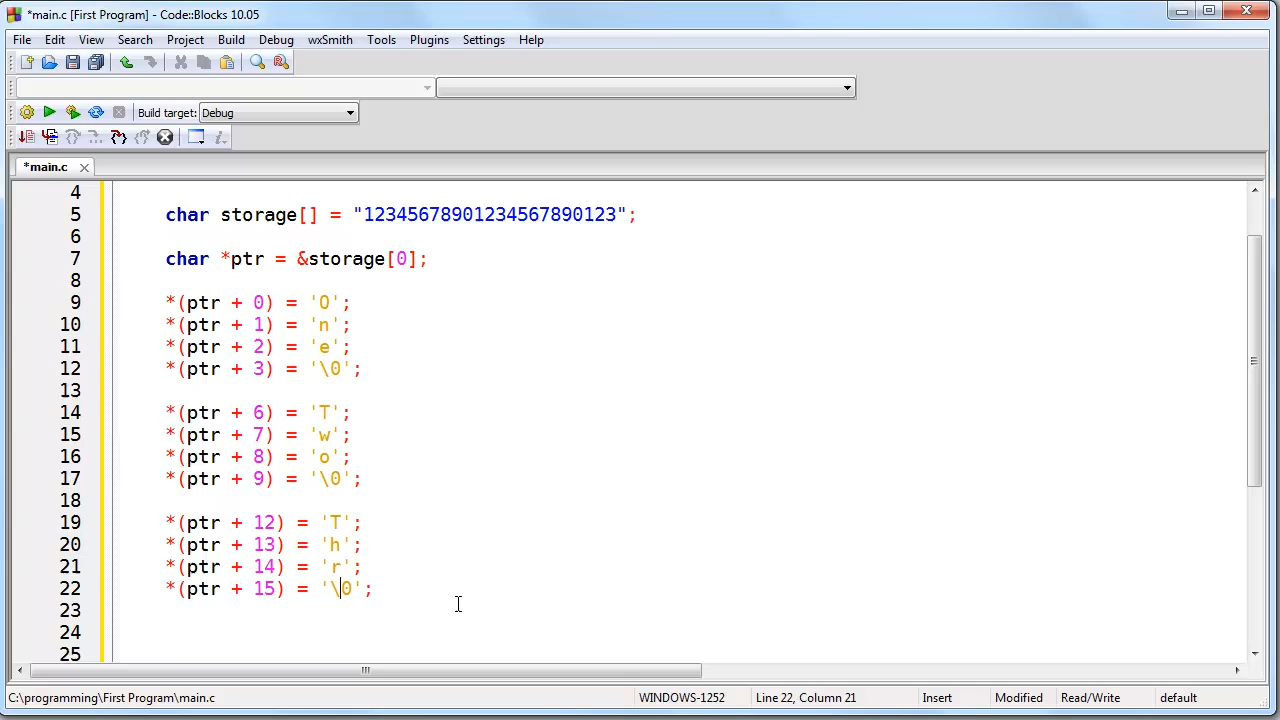 *main.c [First Program] - Code::Blocks 10.05
File Edit View Search Project Build Debug wxSmith Tools Plugins Settings Help
Build target: Debug
*main.c
4
5 char storage[] = "12345678901234567890123";
6
7 char *ptr = &storage[0];
8
9 *(ptr + 0) = 'O';
10 *(ptr + 1) = 'n';
11 *(ptr + 2) = 'e';
12 *(ptr + 3) = '\0';
13
14 *(ptr + 6) = 'T';
15 *(ptr + 7) = 'w';
16 *(ptr + 8) = 'o';
17 *(ptr + 9) = '\0';
18
19 *(ptr + 12) = 'T';
20 *(ptr + 13) = 'h';
21 *(ptr + 14) = 'r';
22 *(ptr + 15) = '\0';
23
24
25
C:\programming\First Program\main.c WINDOWS-1252 Line 22, Column 21 Insert Modified Read/Write default